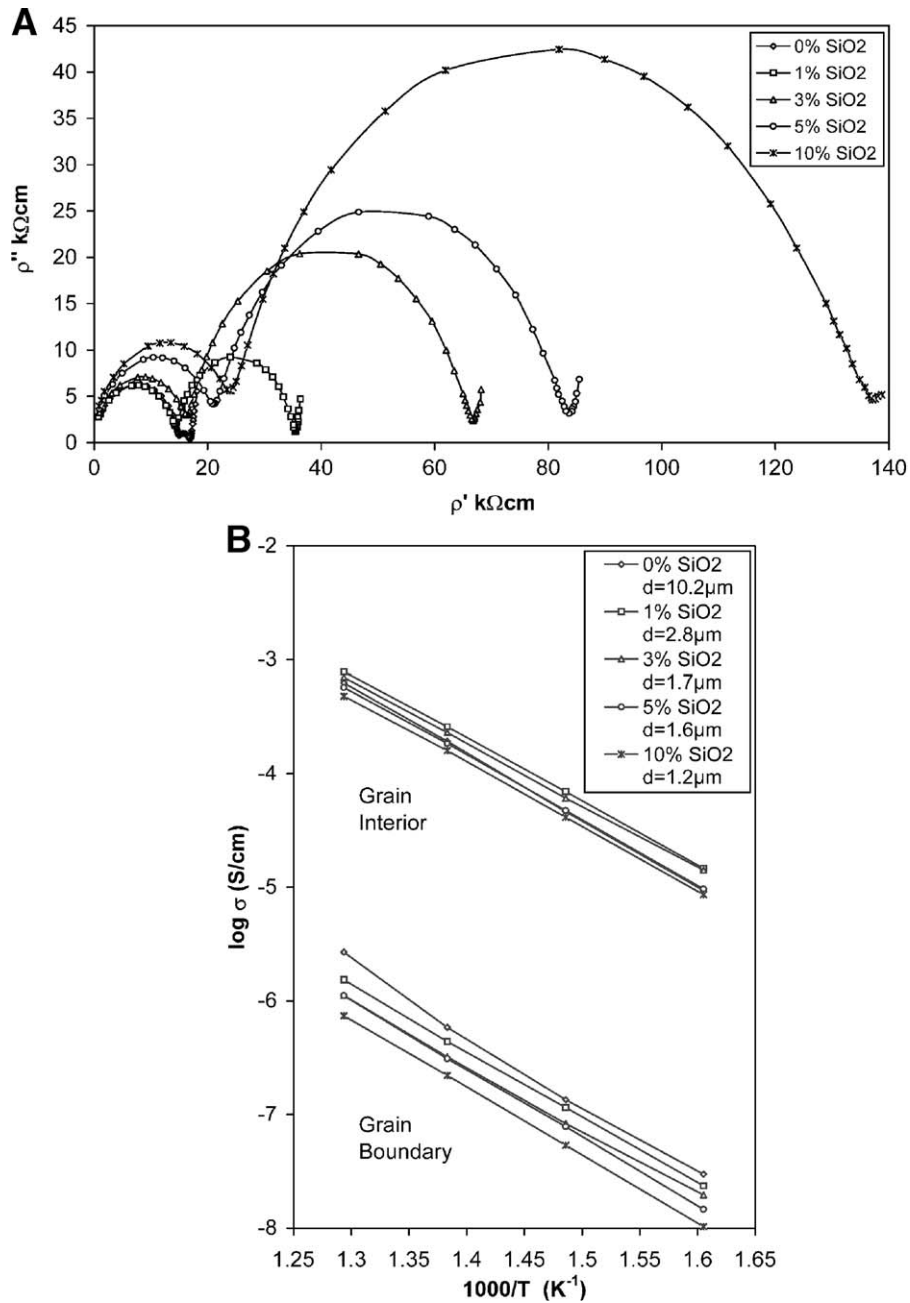 A
45
40
35
30
25
20
15
10
5
0
ρ'' kΩcm
0 20 40 60 80 100 120 140
ρ' kΩcm
0% SiO2
1% SiO2
3% SiO2
5% SiO2
10% SiO2
B
-2
-3
-4
-5
-6
-7
-8
log σ (S/cm)
0% SiO2
d=10.2µm
1% SiO2
d=2.8µm
3% SiO2
d=1.7µm
5% SiO2
d=1.6µm
10% SiO2
d=1.2µm
Grain
Interior
Grain
Boundary
1.25 1.3 1.35 1.4 1.45 1.5 1.55 1.6 1.65
1000/T (K⁻¹)